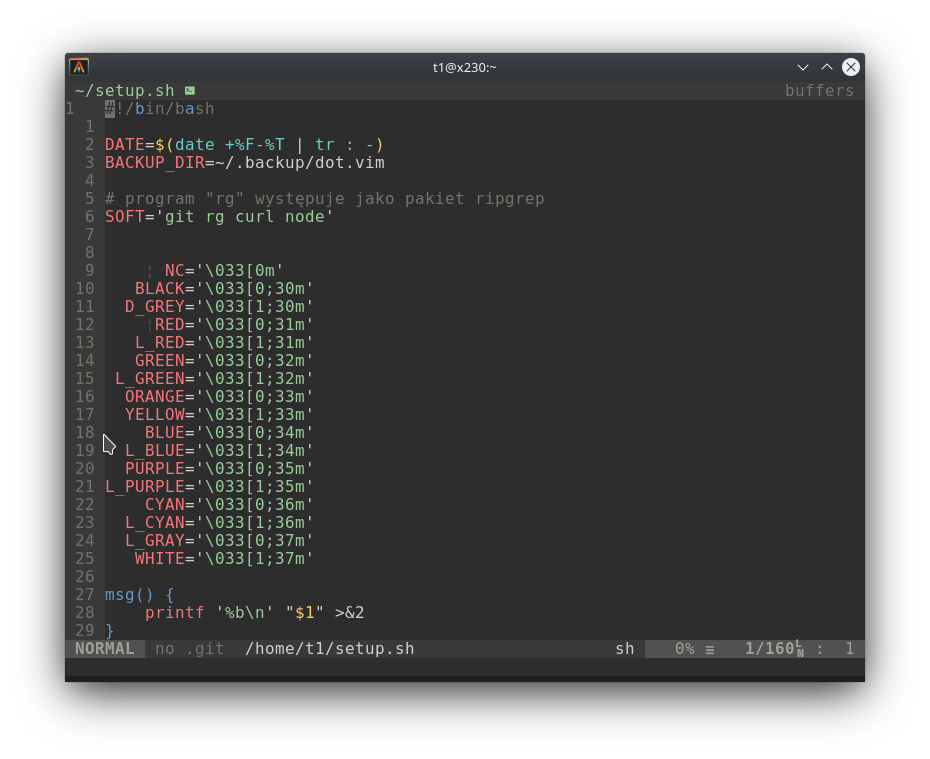 t1@x230:~
~/setup.sh buffers
1 #!/bin/bash
1
2 DATE=$(date +%F-%T | tr : -)
3 BACKUP_DIR=~/.backup/dot.vim
4
5 # program "rg" występuje jako pakiet ripgrep
6 SOFT='git rg curl node'
7
8
9 ¦ NC='\033[0m'
10 BLACK='\033[0;30m'
11 D_GREY='\033[1;30m'
12 ¦RED='\033[0;31m'
13 L_RED='\033[1;31m'
14 GREEN='\033[0;32m'
15 L_GREEN='\033[1;32m'
16 ORANGE='\033[0;33m'
17 YELLOW='\033[1;33m'
18 BLUE='\033[0;34m'
19 L_BLUE='\033[1;34m'
20 PURPLE='\033[0;35m'
21 L_PURPLE='\033[1;35m'
22 CYAN='\033[0;36m'
23 L_CYAN='\033[1;36m'
24 L_GRAY='\033[0;37m'
25 WHITE='\033[1;37m'
26
27 msg() {
28 printf '%b\n' "$1" >&2
29 }
NORMAL no .git /home/t1/setup.sh sh 0% ≡ 1/160␤ : 1